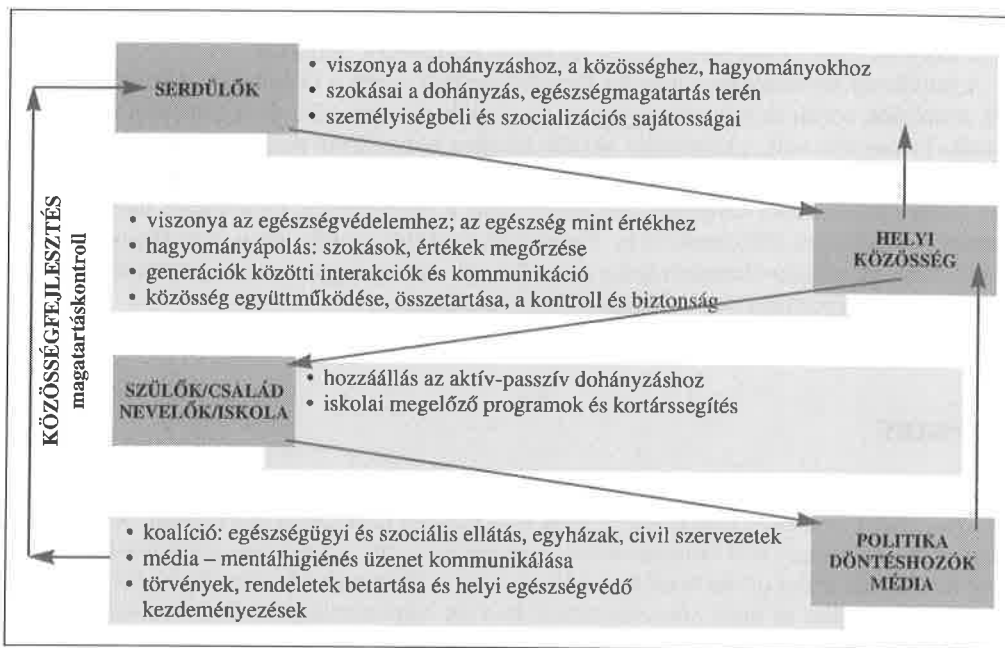 SERDÜLŐK
• viszonya a dohányzáshoz, a közösséghez, hagyományokhoz
• szokásai a dohányzás, egészségmagatartás terén
• személyiségbeli és szocializációs sajátosságai
KÖZÖSSÉGFEJLESZTÉS
magatartáskontroll
• viszonya az egészségvédelemhez; az egészség mint értékhez
• hagyományápolás: szokások, értékek megőrzése
• generációk közötti interakciók és kommunikáció
• közösség együttműködése, összetartása, a kontroll és biztonság
HELYI
KÖZÖSSÉG
SZÜLŐK/CSALÁD
NEVELŐK/ISKOLA
• hozzáállás az aktív-passzív dohányzáshoz
• iskolai megelőző programok és kortárssegítés
• koalíció: egészségügyi és szociális ellátás, egyházak, civil szervezetek
• média – mentálhigiénés üzenet kommunikálása
• törvények, rendeletek betartása és helyi egészségvédő
kezdeményezések
POLITIKA
DÖNTÉSHOZÓK
MÉDIA